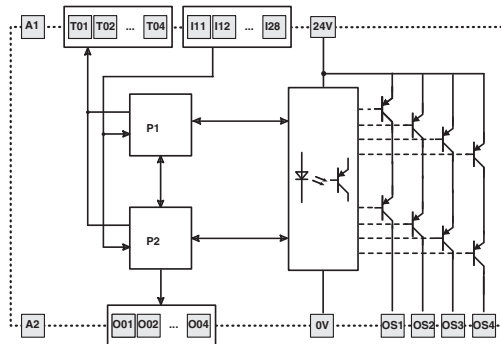 A1 T01 T02 ... T04 I11 I12 ... I28 24V
P1
P2
A2 O01 O02 ... O04 0V OS1 OS2 OS3 OS4